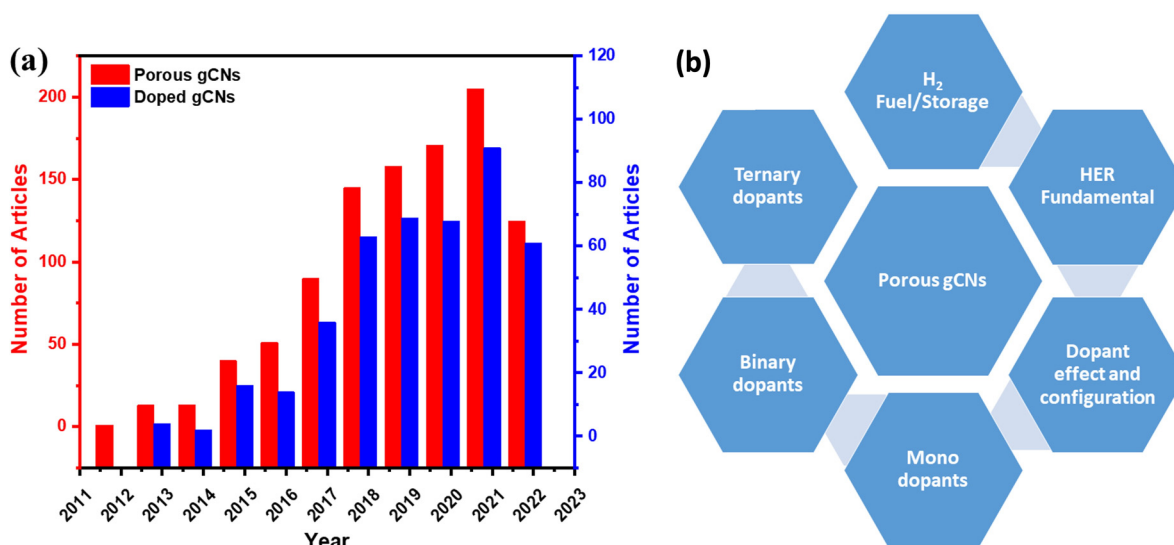 (a)
Porous gCNs
Doped gCNs
Number of Articles
200
150
100
50
0
120
100
80
60
40
20
0
Number of Articles
2011
2012
2013
2014
2015
2016
2017
2018
2019
2020
2021
2022
2023
Year
(b)
H₂
Fuel/Storage
HER
Fundamental
Dopant
effect and
configuration
Mono
dopants
Binary
dopants
Ternary
dopants
Porous gCNs